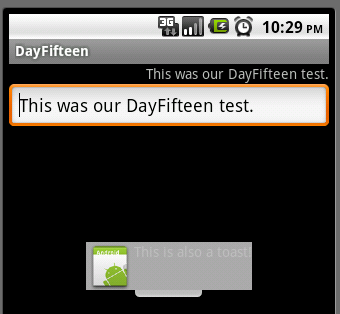 3G
10:29 PM
DayFifteen
This was our DayFifteen test.
This was our DayFifteen test.
Android
This is also a toast!